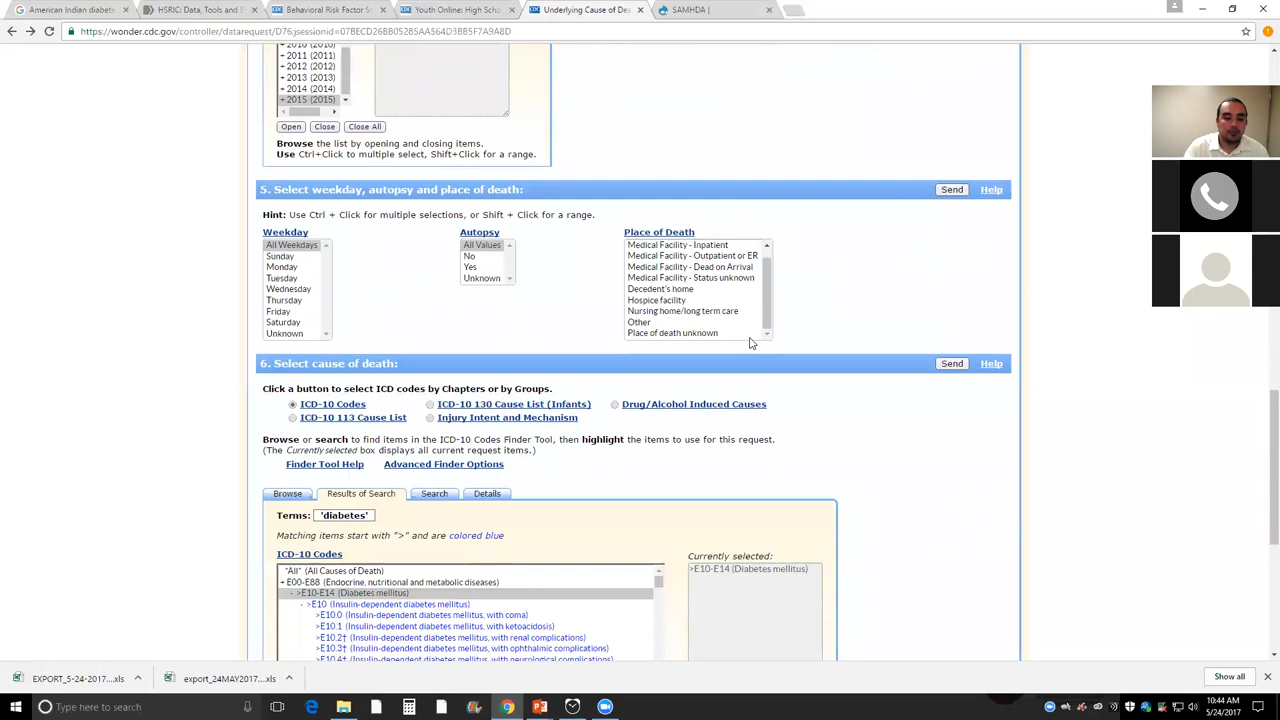 American Indian diabete
HSRIC: Data, Tools and S
Behavioral Risk Factor S
Youth Online: High Scho
Underlying Cause of Dea
SAMHDA |
https://wonder.cdc.gov/controller/datarequest/D76;jsessionid=07BECD26BB05285AA564D3BB5F7A9A8D
+ 2010 (2010)
+ 2011 (2011)
+ 2012 (2012)
+ 2013 (2013)
+ 2014 (2014)
+ 2015 (2015)
Open Close Close All
Browse the list by opening and closing items.
Use Ctrl+Click to multiple select, Shift+Click for a range.
5. Select weekday, autopsy and place of death: Send Help
Hint: Use Ctrl + Click for multiple selections, or Shift + Click for a range.
Weekday
All Weekdays
Sunday
Monday
Tuesday
Wednesday
Thursday
Friday
Saturday
Unknown
Autopsy
All Values
No
Yes
Unknown
Place of Death
Medical Facility - Inpatient
Medical Facility - Outpatient or ER
Medical Facility - Dead on Arrival
Medical Facility - Status unknown
Decedent's home
Hospice facility
Nursing home/long term care
Other
Place of death unknown
6. Select cause of death: Send Help
Click a button to select ICD codes by Chapters or by Groups.
ICD-10 Codes ICD-10 130 Cause List (Infants) Drug/Alcohol Induced Causes
ICD-10 113 Cause List Injury Intent and Mechanism
Browse or search to find items in the ICD-10 Codes Finder Tool, then highlight the items to use for this request.
(The Currently selected box displays all current request items.)
Finder Tool Help Advanced Finder Options
Browse Results of Search Search Details
Terms: 'diabetes'
Matching items start with ">" and are colored blue
ICD-10 Codes
*All* (All Causes of Death)
+ E00-E88 (Endocrine, nutritional and metabolic diseases)
- >E10-E14 (Diabetes mellitus)
- >E10 (Insulin-dependent diabetes mellitus)
>E10.0 (Insulin-dependent diabetes mellitus, with coma)
>E10.1 (Insulin-dependent diabetes mellitus, with ketoacidosis)
>E10.2† (Insulin-dependent diabetes mellitus, with renal complications)
>E10.3† (Insulin-dependent diabetes mellitus, with ophthalmic complications)
>E10.4† (Insulin-dependent diabetes mellitus, with neurological complications)
Currently selected:
>E10-E14 (Diabetes mellitus)
EXPORT_5-24-2017....xls
export_24MAY2017....xls
Show all
Type here to search
10:44 AM
5/24/2017